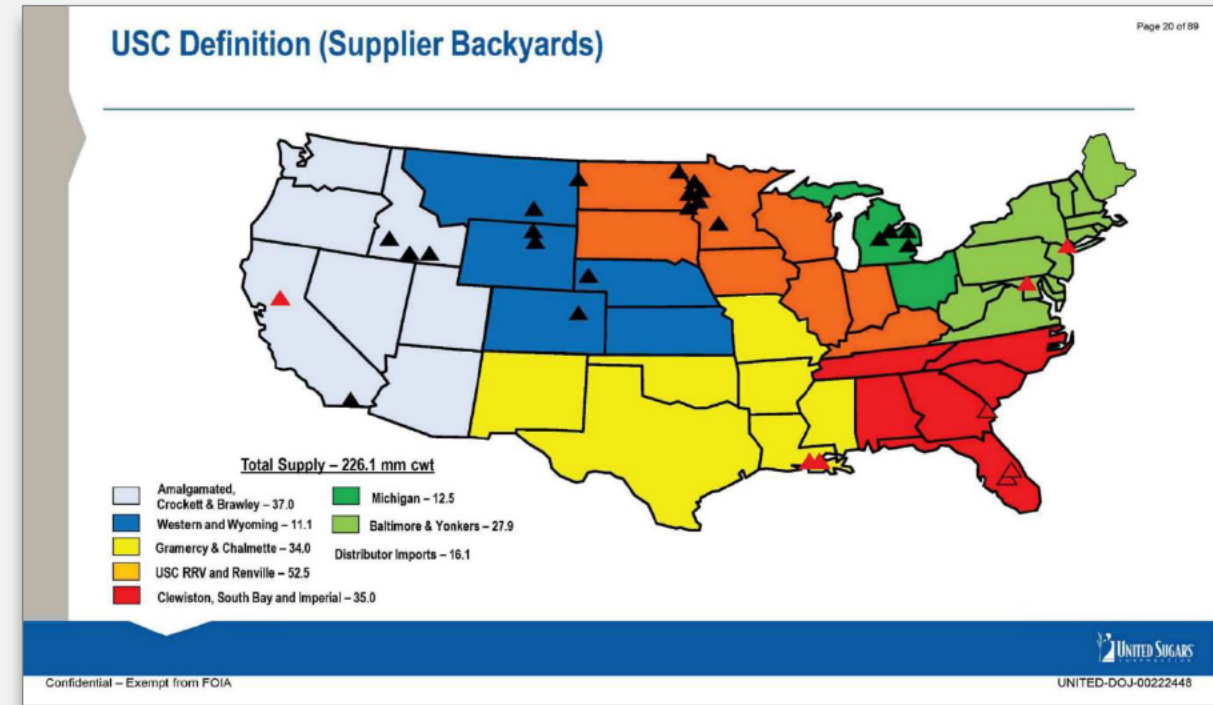 Page 20 of 89
USC Definition (Supplier Backyards)
Total Supply – 226.1 mm cwt
Amalgamated,
Crockett & Brawley – 37.0
Western and Wyoming – 11.1
Gramercy & Chalmette – 34.0
USC RRV and Renville – 52.5
Clewiston, South Bay and Imperial – 35.0
Michigan – 12.5
Baltimore & Yonkers – 27.9
Distributor Imports – 16.1
UNITED SUGARS
CORPORATION
Confidential – Exempt from FOIA
UNITED-DOJ-00222448